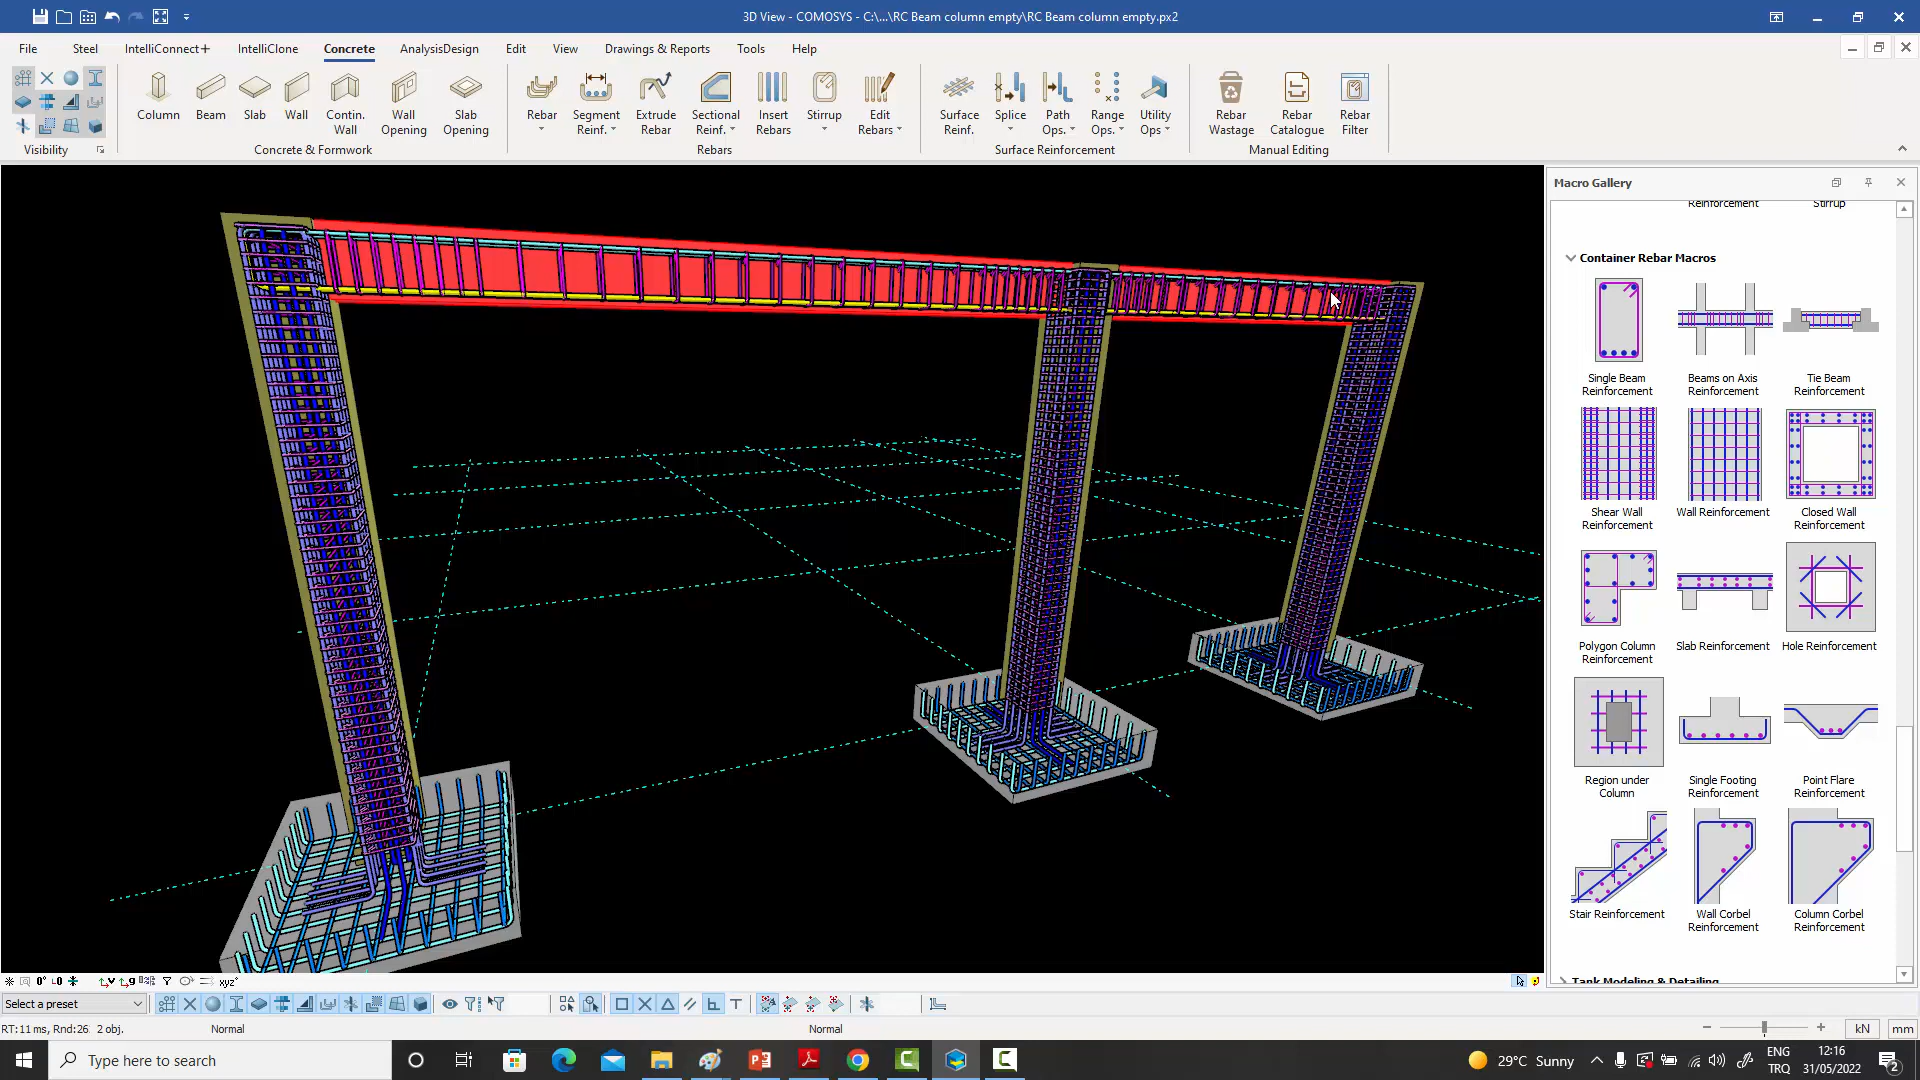 3D View - COMOSYS - C:\...\RC Beam column empty\RC Beam column empty.px2
File
Steel
IntelliConnect+
IntelliClone
Concrete
AnalysisDesign
Edit
View
Drawings & Reports
Tools
Help
Column
Beam
Slab
Wall
Contin. Wall
Wall Opening
Slab Opening
Rebar
Segment Reinf.
Extrude Rebar
Sectional Reinf.
Insert Rebars
Stirrup
Edit Rebars
Surface Reinf.
Splice
Path Ops.
Range Ops.
Utility Ops
Rebar Wastage
Rebar Catalogue
Rebar Filter
Visibility
Concrete & Formwork
Rebars
Surface Reinforcement
Manual Editing
Macro Gallery
Reinforcement
Stirrup
Container Rebar Macros
Single Beam Reinforcement
Beams on Axis Reinforcement
Tie Beam Reinforcement
Shear Wall Reinforcement
Wall Reinforcement
Closed Wall Reinforcement
Polygon Column Reinforcement
Slab Reinforcement
Hole Reinforcement
Region under Column
Single Footing Reinforcement
Point Flare Reinforcement
Stair Reinforcement
Wall Corbel Reinforcement
Column Corbel Reinforcement
Tank Modeling & Detailing
xyz
Select a preset
RT:11 ms, Rnd:26 2 obj.
Normal
Normal
kN
mm
Type here to search
29°C Sunny
ENG
TRQ
12:16
31/05/2022
2